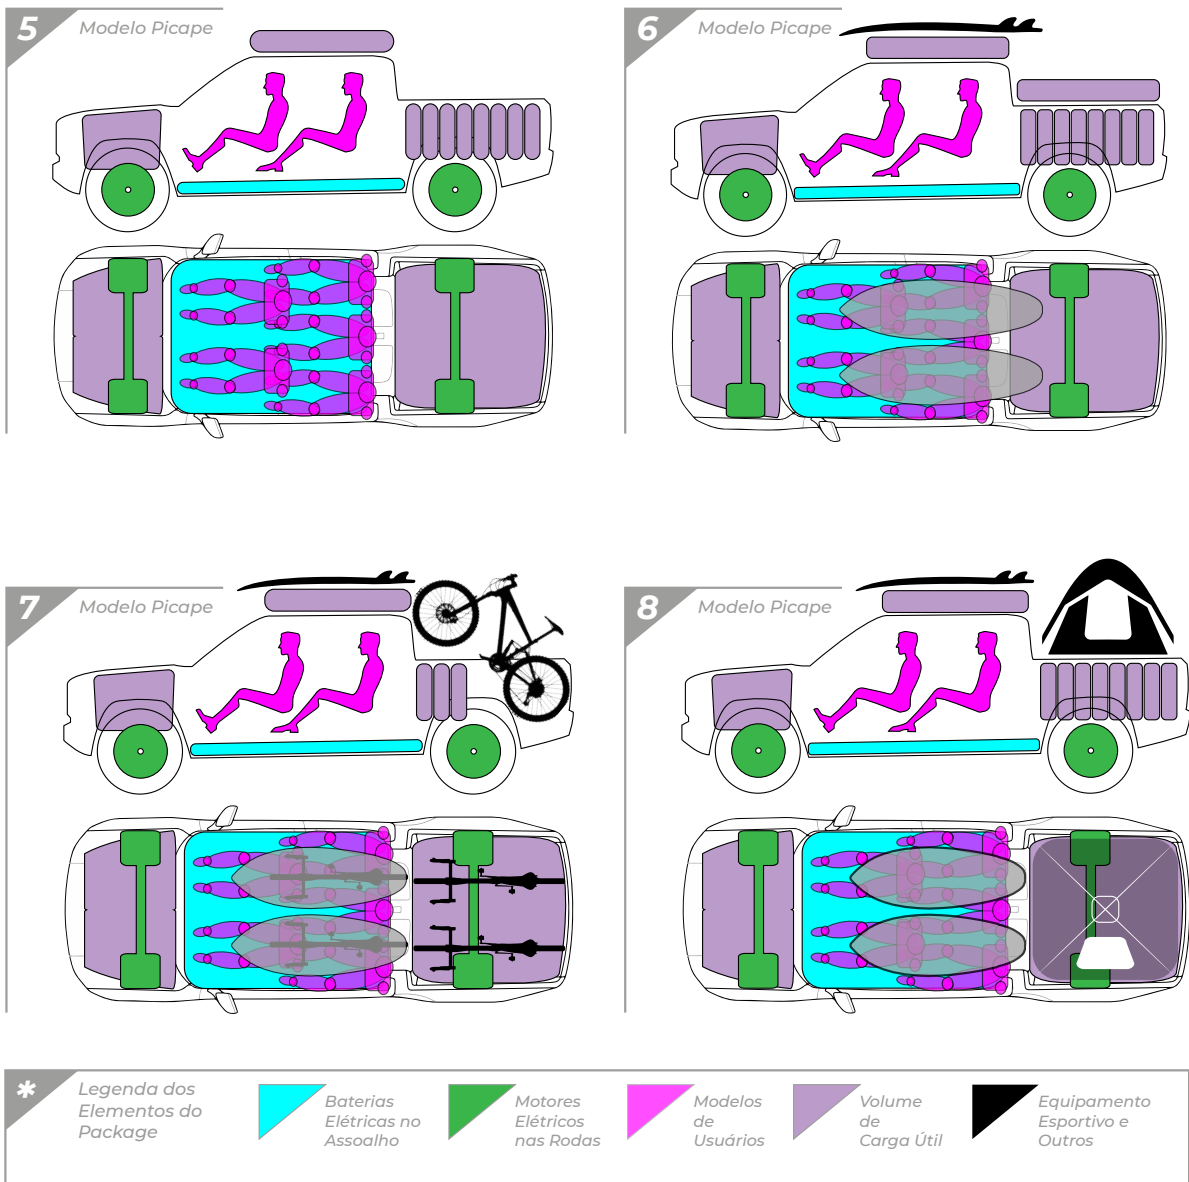 5
Modelo Picape
6
Modelo Picape
7
Modelo Picape
8
Modelo Picape
*
Legenda dos
Elementos do
Package
Baterias
Elétricas no
Assoalho
Motores
Elétricos
nas Rodas
Modelos
de
Usuários
Volume
de
Carga Útil
Equipamento
Esportivo e
Outros